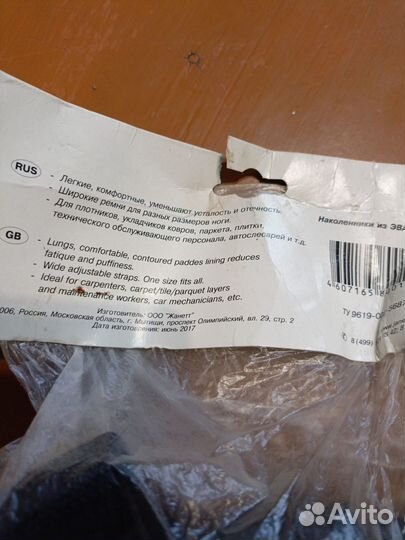 RUS
- Легкие, комфортные, уменьшают усталость и отечность.
- Широкие ремни для разных размеров ноги.
- Для плотников, укладчиков ковров, паркета, плитки,
технического обслуживающего персонала, автослесарей и т.д.
GB
- Lungs, comfortable, contoured paddes lining reduces
fatique and puffiness.
- Wide adjustable straps. One size fits all.
- Ideal for carpenters, carpet/tile/parquet layers
and maintenance workers, car mechanicians, etc.
Изготовитель: ООО "Жанетт"
006, Россия, Московская область, г. Мытищи, проспект Олимпийский, вл. 29, стр. 2
Дата изготовления: июнь 2017
Наколенники из ЭВА
4 607165
ТУ 9619-
8 (499)
Avito